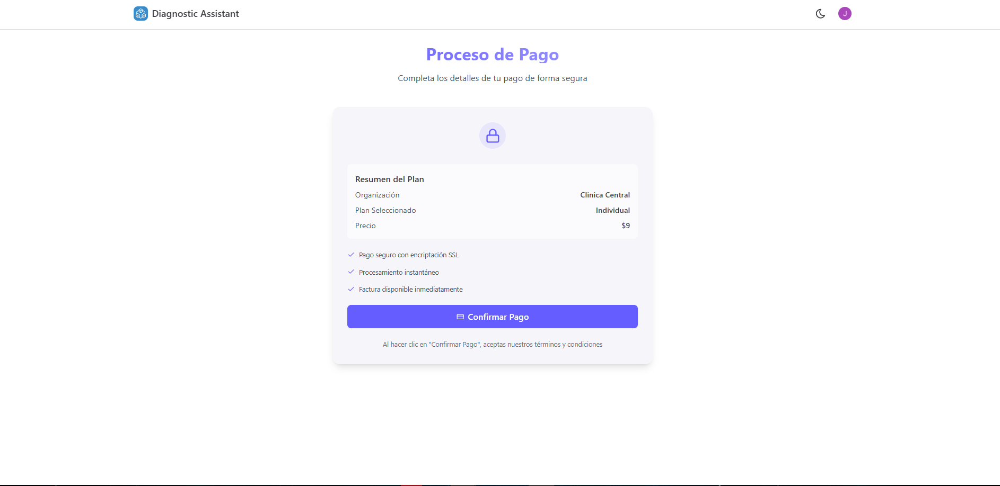 Diagnostic Assistant
J
Proceso de Pago
Completa los detalles de tu pago de forma segura
Resumen del Plan
Organización Clinica Central
Plan Seleccionado Individual
Precio $9
Pago seguro con encriptación SSL
Procesamiento instantáneo
Factura disponible inmediatamente
Confirmar Pago
Al hacer clic en "Confirmar Pago", aceptas nuestros términos y condiciones